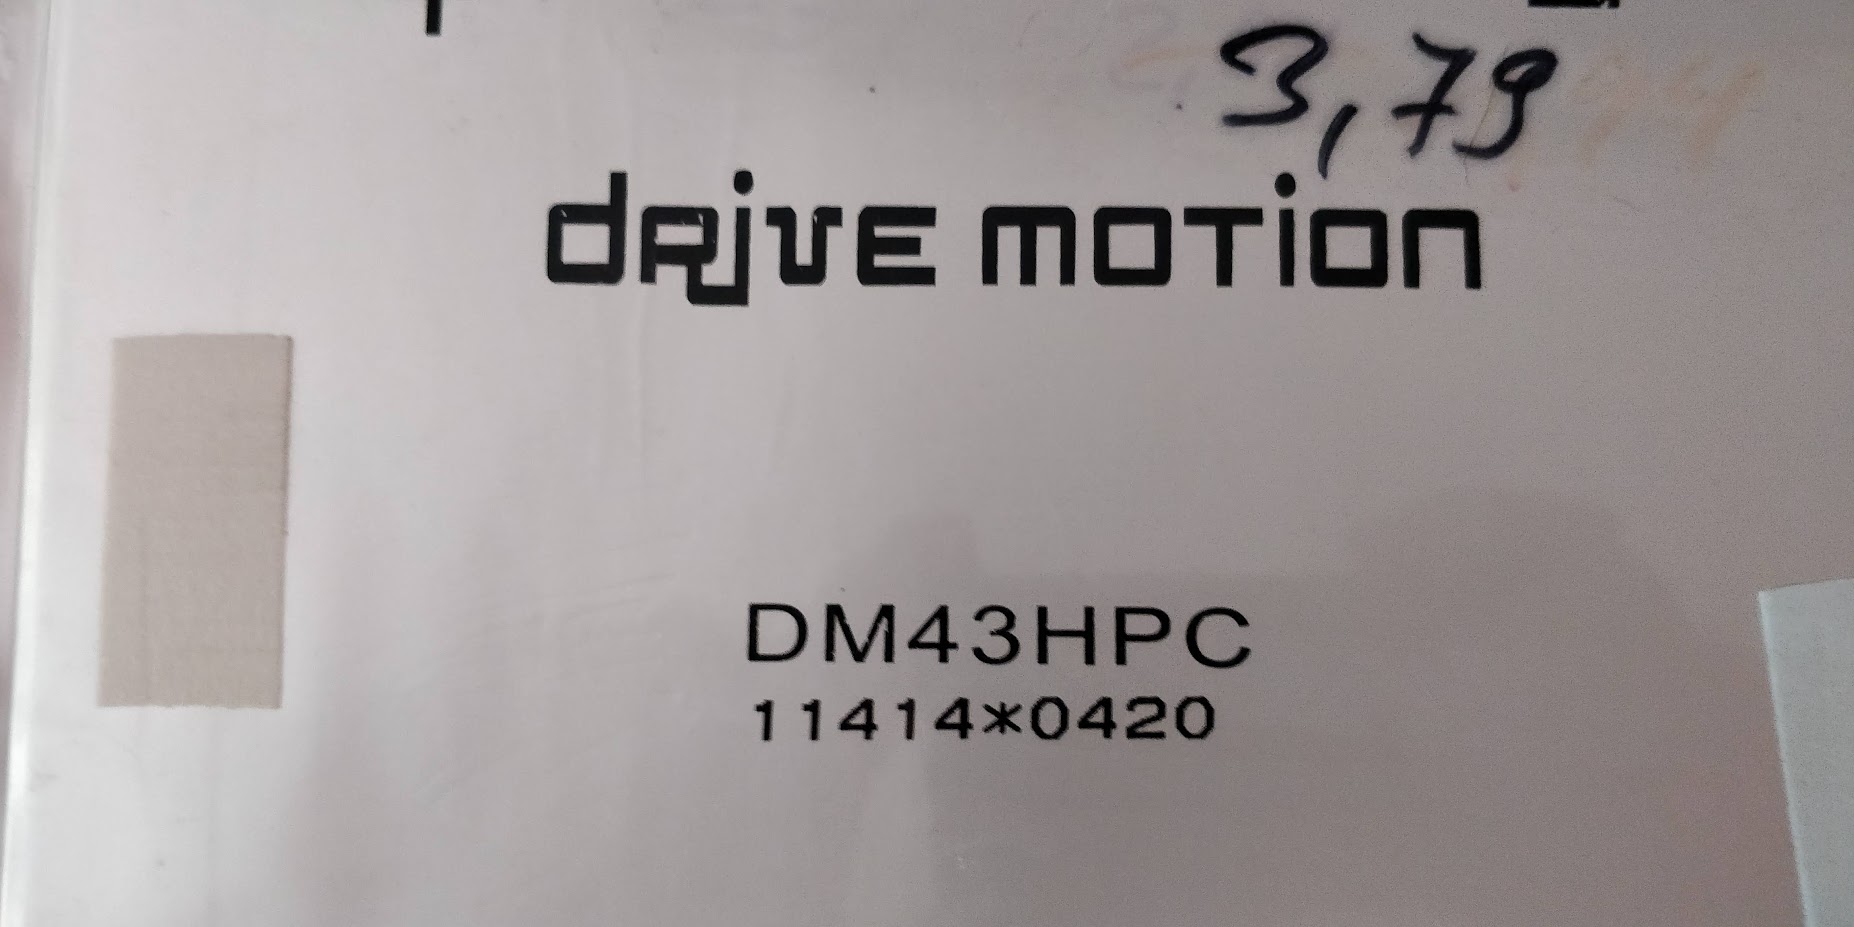 3,79
dRive moTion
DM43HPC
11414*0420